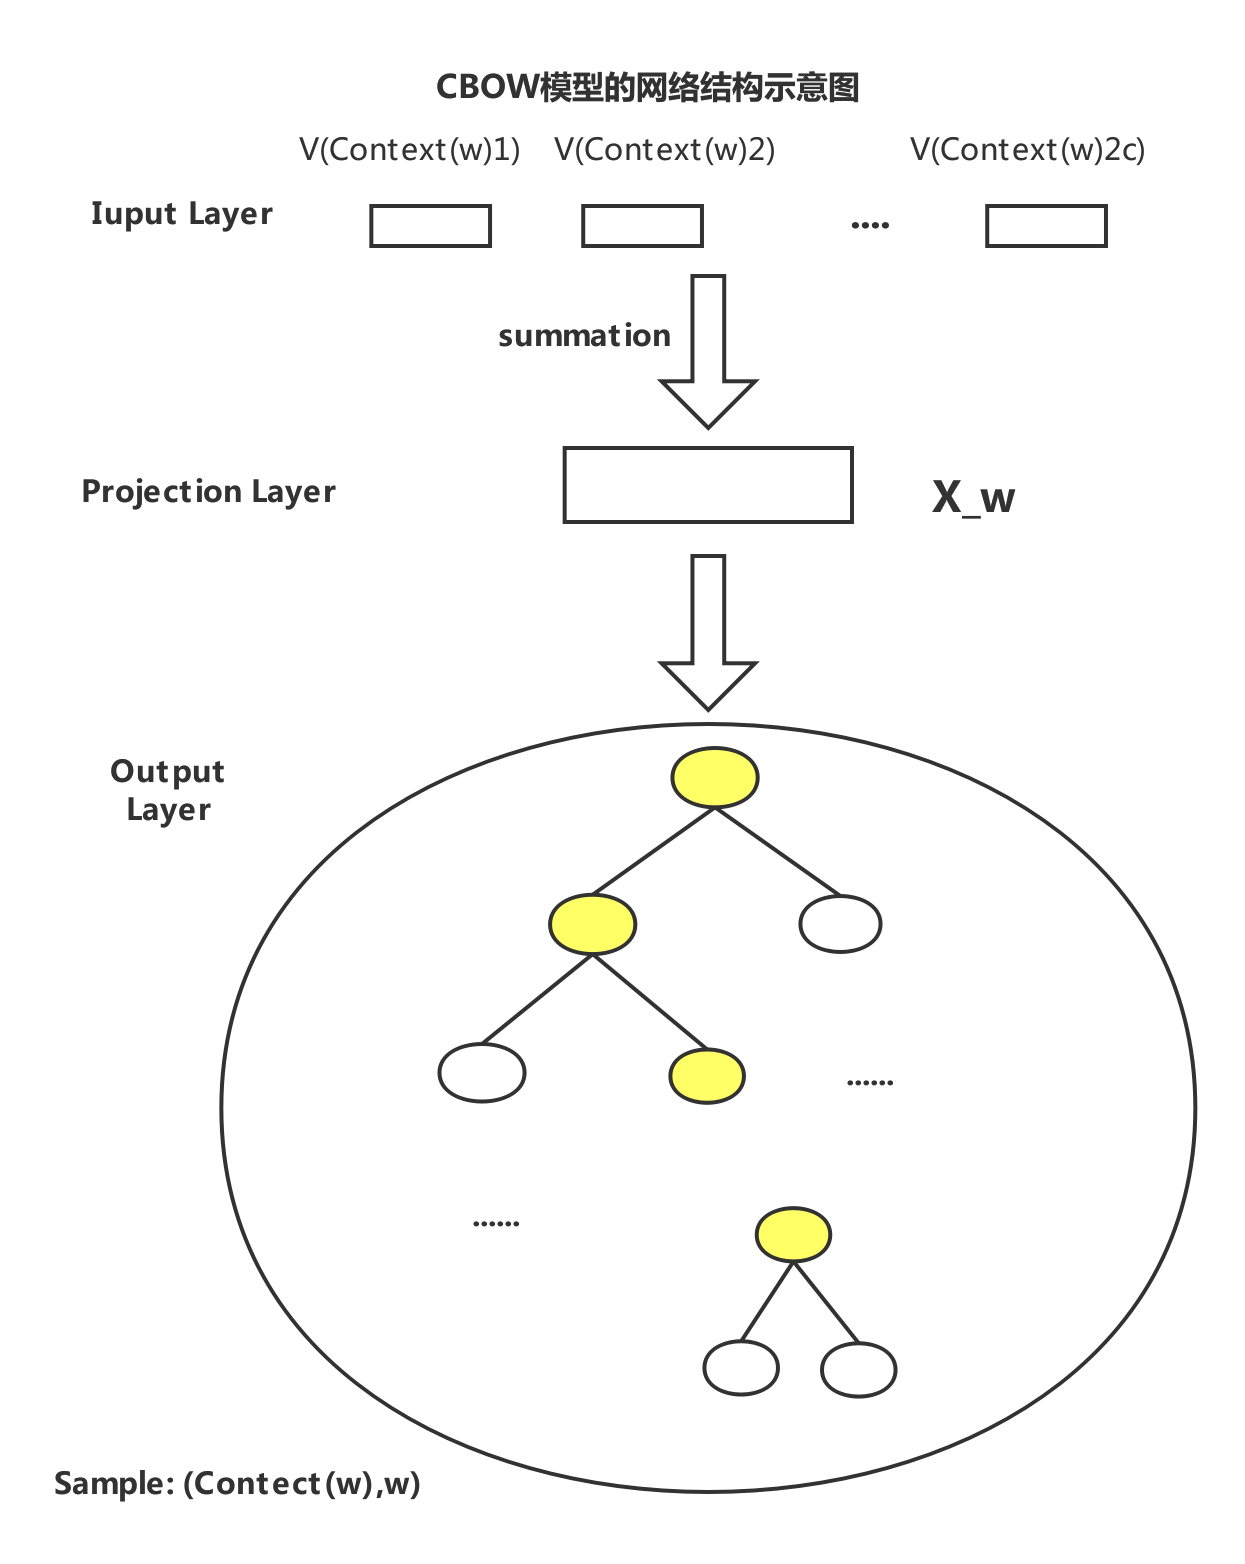 CBOW模型的网络结构示意图
V(Context(w)1) V(Context(w)2) V(Context(w)2c)
Iuput Layer ....
summation
Projection Layer X_w
Output
Layer
......
......
Sample: (Contect(w),w)